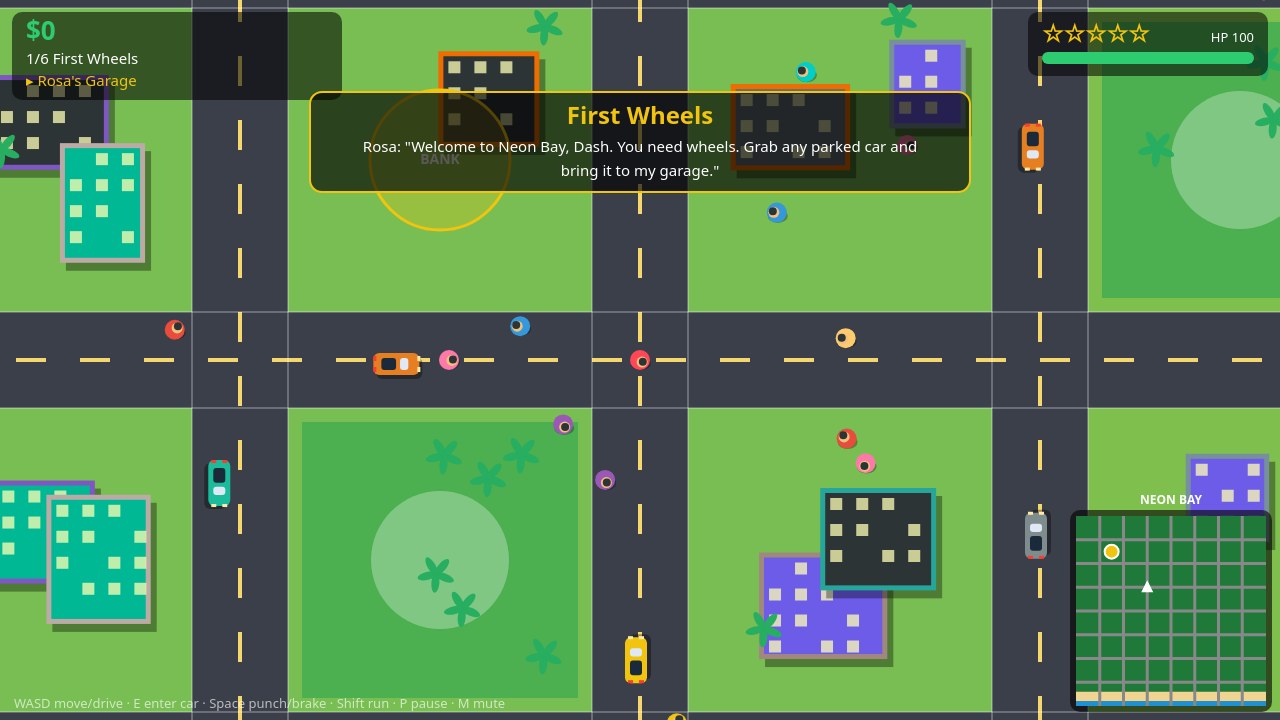 $0
1/6 First Wheels
▸ Rosa's Garage
☆☆☆☆☆ HP 100
First Wheels
Rosa: "Welcome to Neon Bay, Dash. You need wheels. Grab any parked car and
bring it to my garage."
BANK
NEON BAY
WASD move/drive · E enter car · Space punch/brake · Shift run · P pause · M mute